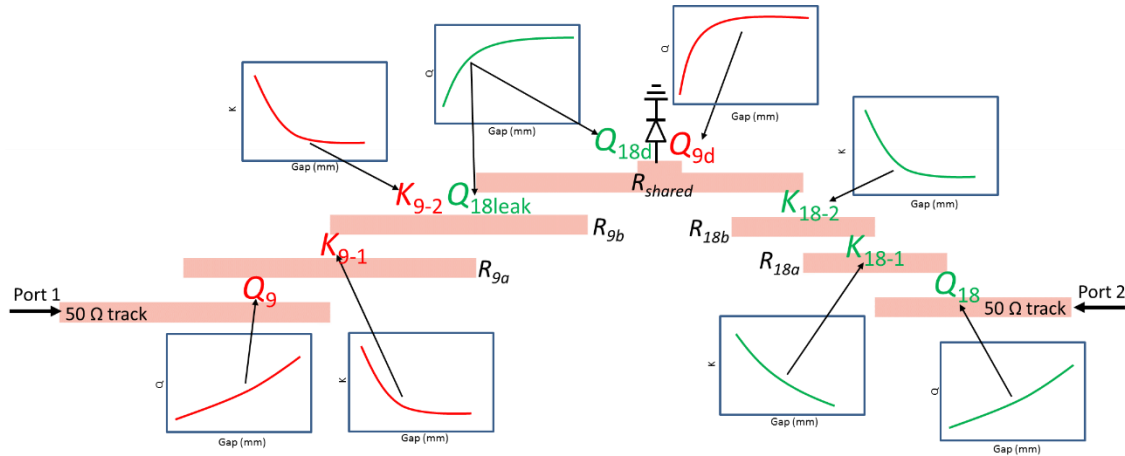 Q
Gap (mm)
Q
Gap (mm)
K
Gap (mm)
K
Gap (mm)
Q18d
Q9d
Rshared
K9-2
Q18leak
K18-2
R9b
R18b
K9-1
K18-1
R9a
R18a
Q9
Q18
Port 1
50 Ω track
50 Ω track
Port 2
Q
Gap (mm)
K
Gap (mm)
K
Gap (mm)
Q
Gap (mm)